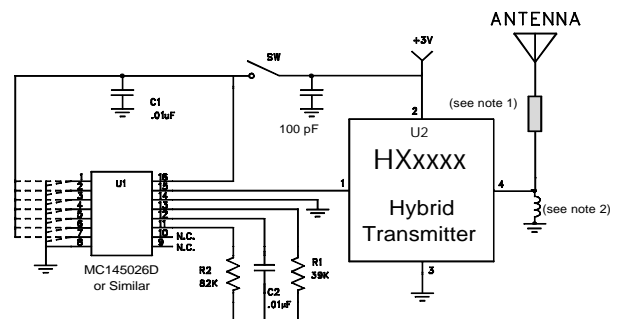 ANTENNA
+3V
SW
(see note 1)
C1
.01uF
100 pF
2
U2
HXxxxx
Hybrid
Transmitter
1
4
3
(see note 2)
U1
1
2
3
4
5
6
7
8
16
15
14
13
12
11
10
9
N.C.
N.C.
MC145026D
or Similar
R2
82K
C2
.01µF
R1
39K